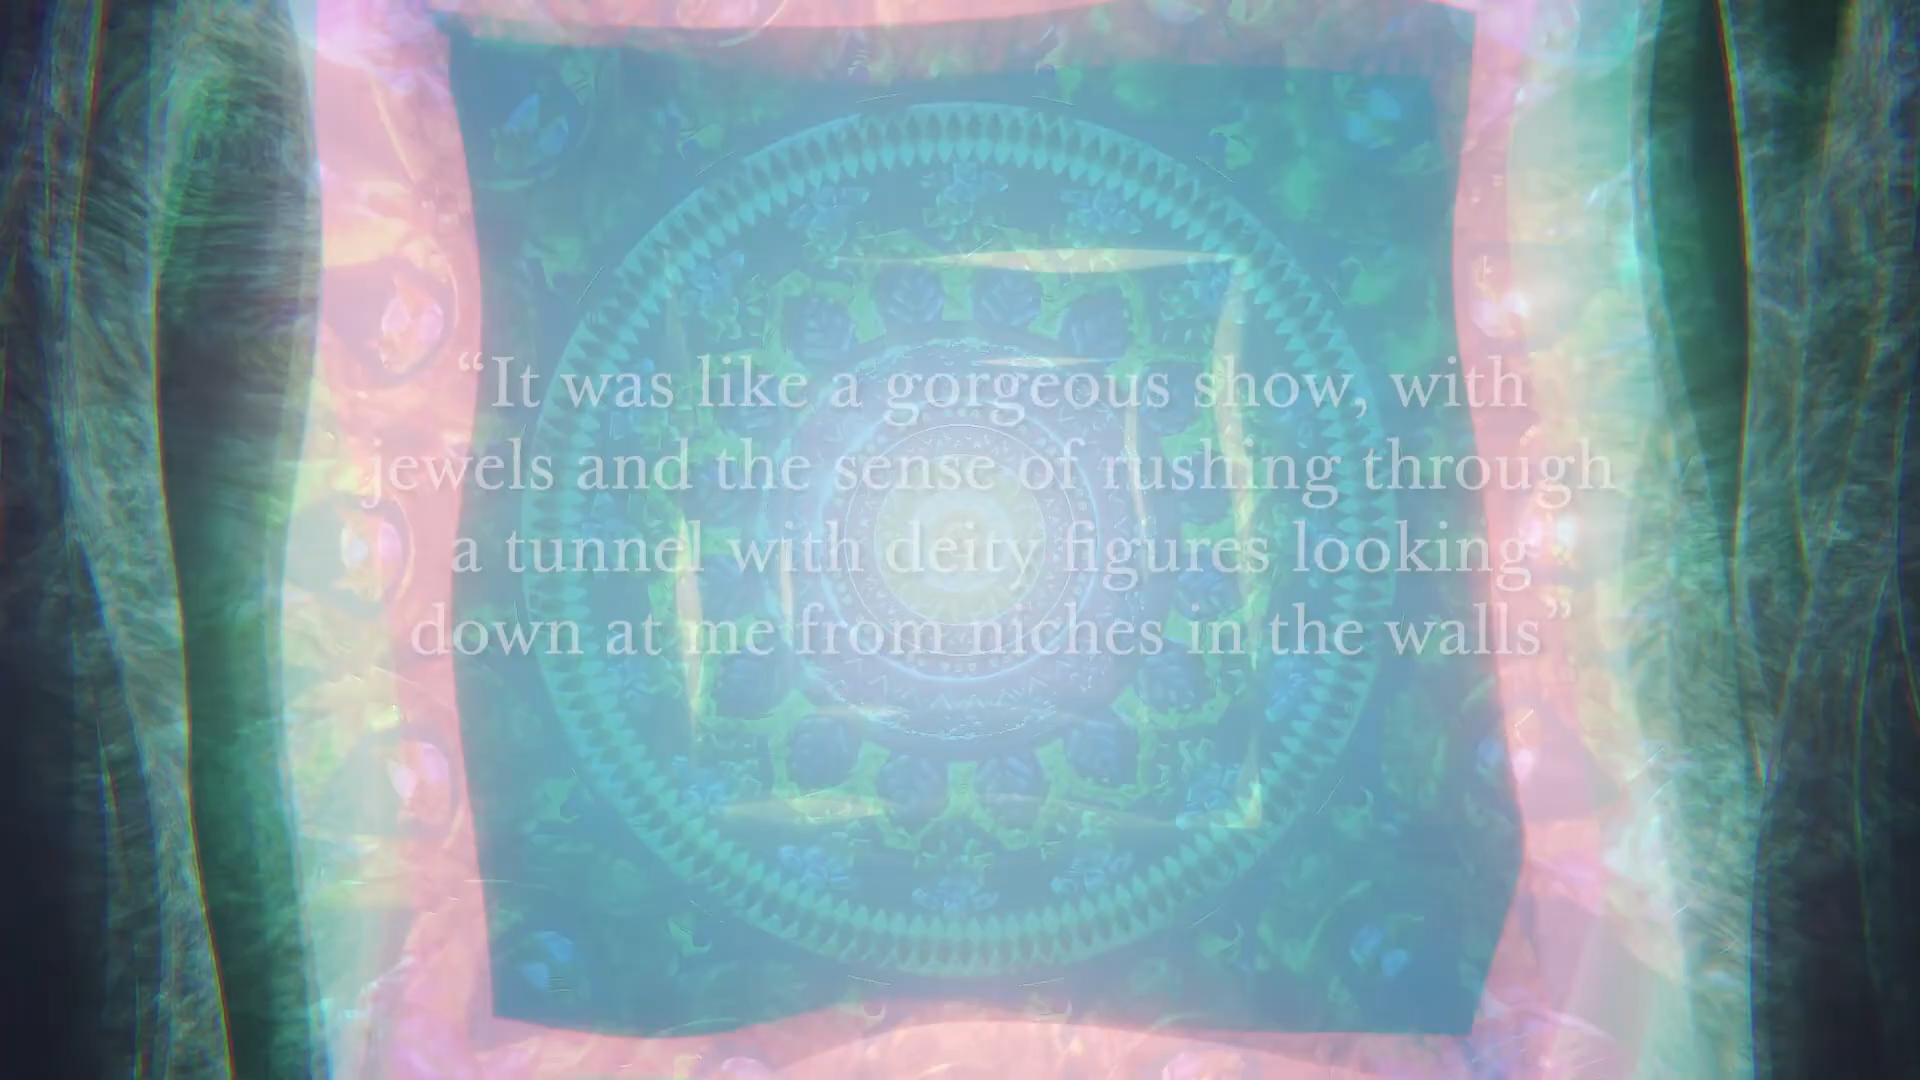 “It was like a gorgeous show, with
jewels and the sense of rushing through
a tunnel with deity figures looking
down at me from niches in the walls”